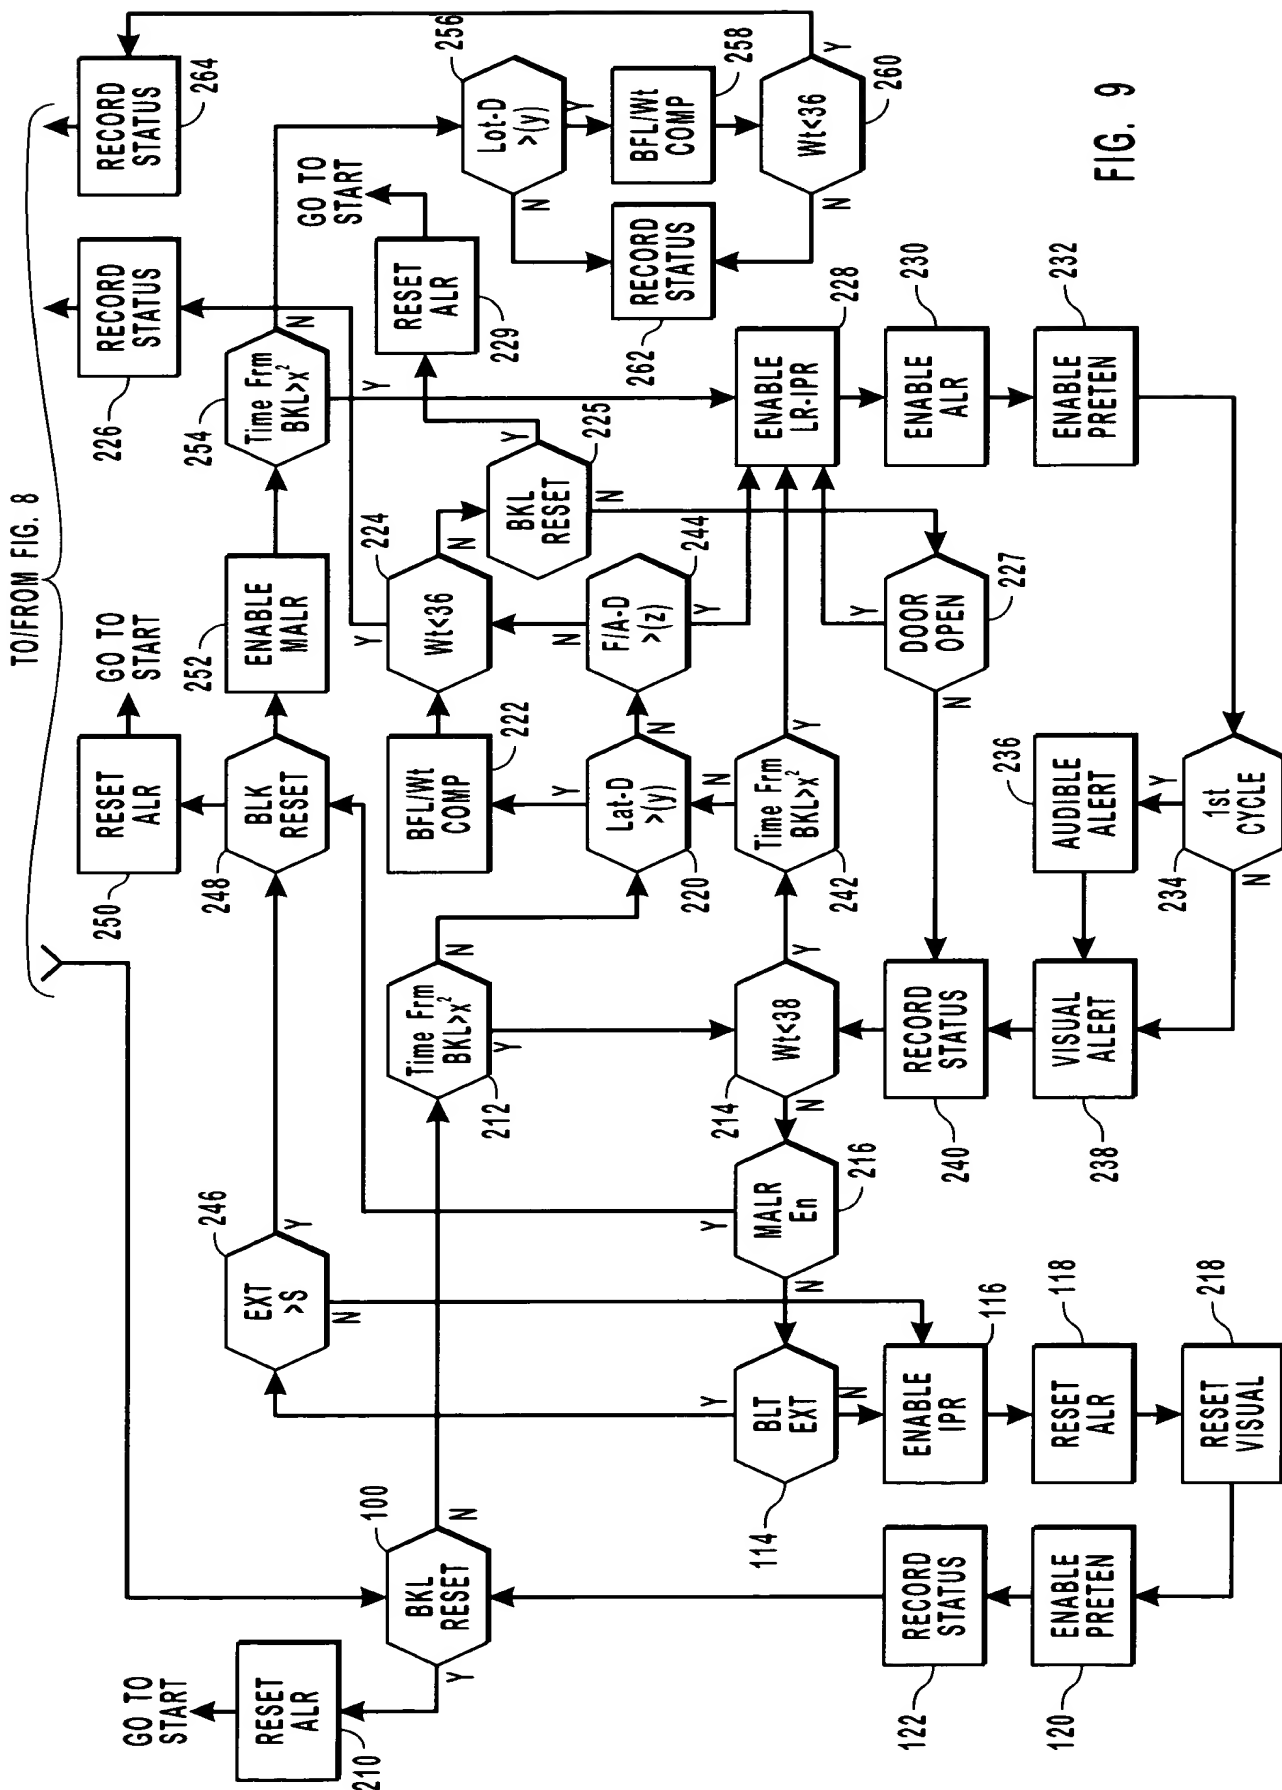 TO/FROM FIG. 8
GO TO
START
RESET
ALR
210
BKL
RESET
100
Y
N
EXT
>S
246
Y
N
RESET
ALR
250
GO TO
START
BLK
RESET
248
ENABLE
MALR
252
Time Frm
BKL>x²
254
N
Y
RECORD
STATUS
226
RECORD
STATUS
264
Time Frm
BKL>x²
212
N
Y
BFL/Wt
COMP
222
Wt<36
224
Y
N
BKL
RESET
225
Y
N
RESET
ALR
229
GO TO
START
Lot-D
>(y)
256
N
Y
Lat-D
>(y)
220
Y
N
F/A-D
>(z)
244
N
Y
RECORD
STATUS
262
BFL/Wt
COMP
258
BLT
EXT
114
Y
N
MALR
En
216
Y
N
Wt<38
214
Y
N
Time Frm
BKL>x²
242
N
Y
ENABLE
LR-IPR
228
Wt<36
260
N
Y
RECORD
STATUS
122
ENABLE
IPR
116
RECORD
STATUS
240
DOOR
OPEN
227
Y
N
ENABLE
ALR
230
ENABLE
PRETEN
120
RESET
ALR
118
VISUAL
ALERT
238
AUDIBLE
ALERT
236
ENABLE
PRETEN
232
RESET
VISUAL
218
1st
CYCLE
234
Y
N
FIG. 9